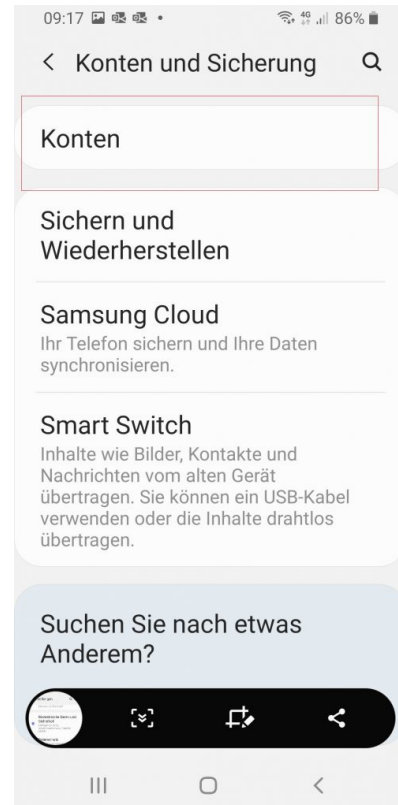 09:17 4G 86%
Konten und Sicherung
Konten
Sichern und
Wiederherstellen
Samsung Cloud
Ihr Telefon sichern und Ihre Daten
synchronisieren.
Smart Switch
Inhalte wie Bilder, Kontakte und
Nachrichten vom alten Gerät
übertragen. Sie können ein USB-Kabel
verwenden oder die Inhalte drahtlos
übertragen.
Suchen Sie nach etwas
Anderem?